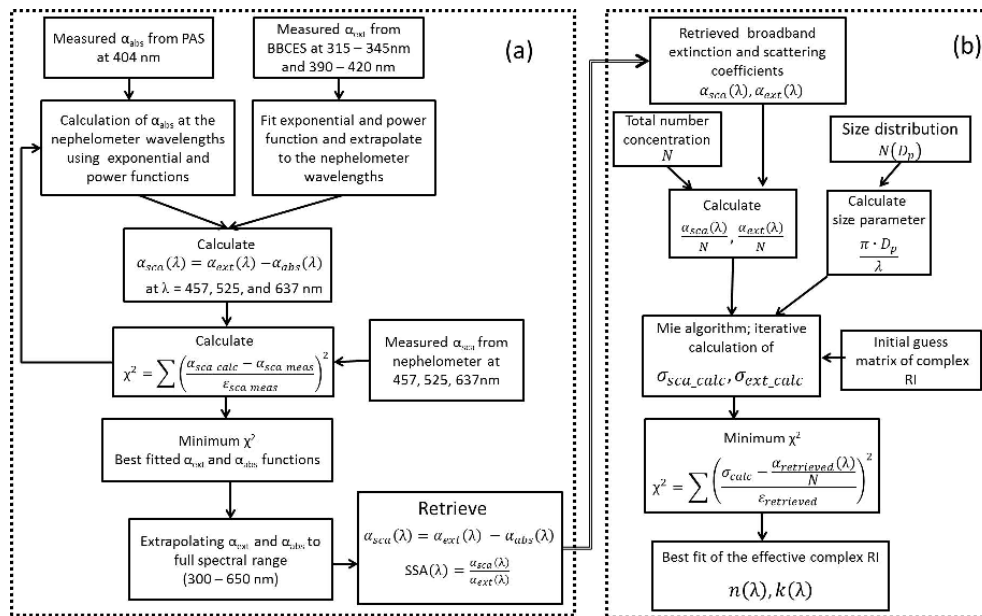 Measured α_abs from PAS
at 404 nm
Measured α_ext from
BBCES at 315 – 345nm
and 390 – 420 nm
(a)
Calculation of α_abs at the
nephelometer wavelengths
using exponential and
power functions
Fit exponential and power
function and extrapolate
to the nephelometer
wavelengths
Calculate
α_sca(λ) = α_ext(λ) − α_abs(λ)
at λ = 457, 525, and 637 nm
Calculate
χ² = ∑ ((α_sca calc − α_sca meas) / ε_sca meas)²
Measured α_sca from
nephelometer at
457, 525, 637nm
Minimum χ²
Best fitted α_ext and α_abs functions
Extrapolating α_ext and α_abs to
full spectral range
(300 – 650 nm)
Retrieve
α_sca(λ) = α_ext(λ) − α_abs(λ)
SSA(λ) = α_sca(λ) / α_ext(λ)
(b)
Retrieved broadband
extinction and scattering
coefficients
α_sca(λ), α_ext(λ)
Total number
concentration
N
Size distribution
N(D_p)
Calculate
α_sca(λ) / N, α_ext(λ) / N
Calculate
size parameter
π · D_p / λ
Mie algorithm; iterative
calculation of
σ_sca_calc, σ_ext_calc
Initial guess
matrix of complex
RI
Minimum χ²
χ² = ∑ ((σ_calc − α_retrieved(λ) / N) / ε_retrieved)²
Best fit of the effective complex RI
n(λ), k(λ)